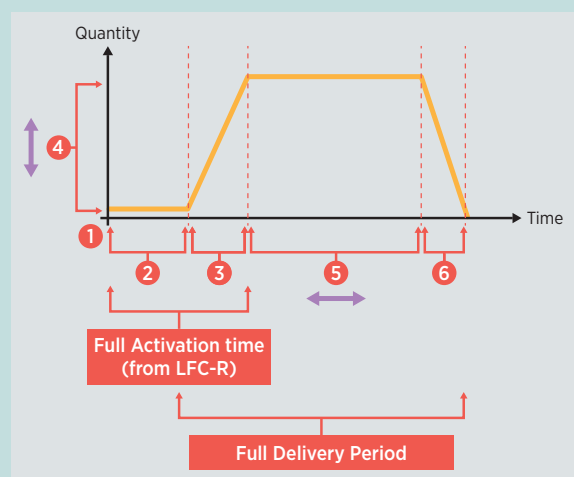 Quantity
4
1
Time
2
3
5
6
Full Activation time
(from LFC-R)
Full Delivery Period